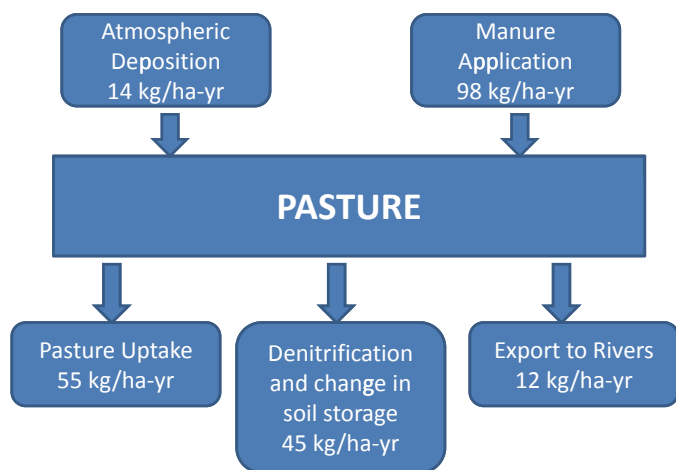 Atmospheric
Deposition
14 kg/ha-yr
Manure
Application
98 kg/ha-yr
PASTURE
Pasture Uptake
55 kg/ha-yr
Denitrification
and change in
soil storage
45 kg/ha-yr
Export to Rivers
12 kg/ha-yr